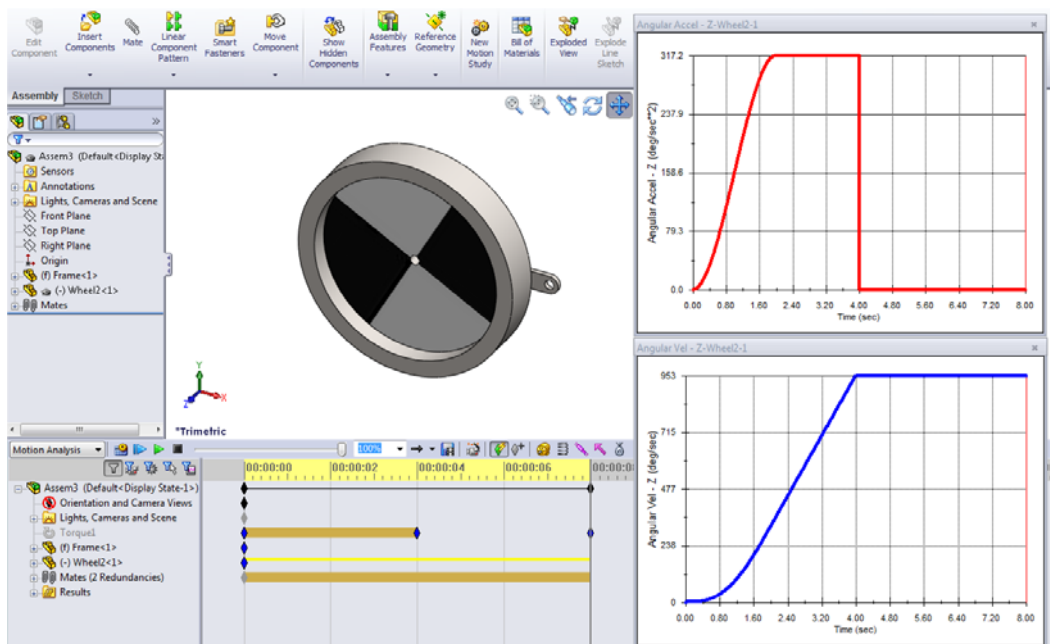 Edit Component
Insert Components
Mate
Linear Component Pattern
Smart Fasteners
Move Component
Show Hidden Components
Assembly Features
Reference Geometry
New Motion Study
Bill of Materials
Exploded View
Explode Line Sketch
Assembly Sketch
Assem3 (Default<Display Sta
Sensors
Annotations
Lights, Cameras and Scene
Front Plane
Top Plane
Right Plane
Origin
(f) Frame<1>
(-) Wheel2<1>
Mates
Y
X
Z
*Trimetric
Angular Accel - Z-Wheel2-1
Angular Accel - Z (deg/sec**2)
317.2
237.9
158.6
79.3
0.0
0.00 0.80 1.60 2.40 3.20 4.00 4.80 5.60 6.40 7.20 8.00
Time (sec)
Angular Vel - Z-Wheel2-1
Angular Vel - Z (deg/sec)
953
715
477
238
0
0.00 0.80 1.60 2.40 3.20 4.00 4.80 5.60 6.40 7.20 8.00
Time (sec)
Motion Analysis
100%
00:00:00 00:00:02 00:00:04 00:00:06 00:00:0
Assem3 (Default<Display State-1>)
Orientation and Camera Views
Lights, Cameras and Scene
Torque1
(f) Frame<1>
(-) Wheel2<1>
Mates (2 Redundancies)
Results